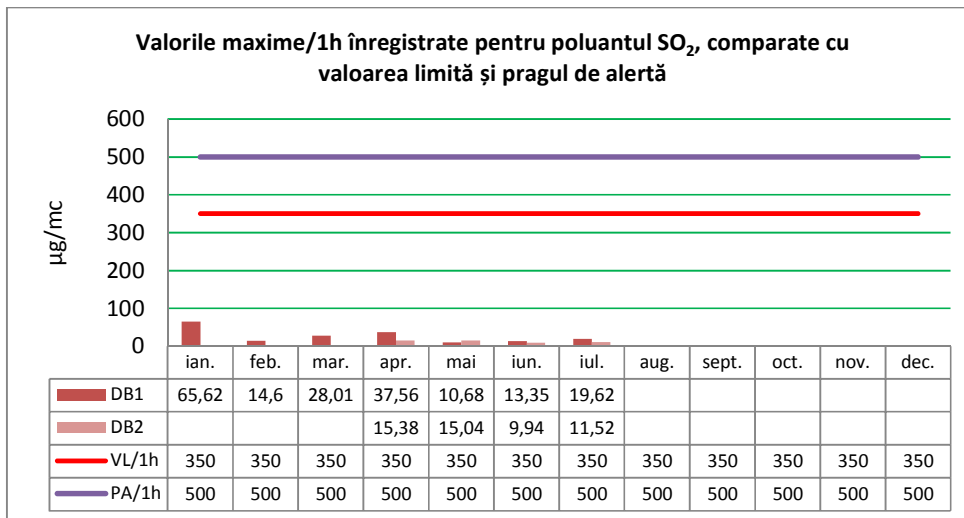 Valorile maxime/1h înregistrate pentru poluantul SO₂, comparate cu
valoarea limită și pragul de alertă
µg/mc
600
500
400
300
200
100
0
ian. feb. mar. apr. mai iun. iul. aug. sept. oct. nov. dec.
DB1 65,62 14,6 28,01 37,56 10,68 13,35 19,62
DB2 15,38 15,04 9,94 11,52
VL/1h 350 350 350 350 350 350 350 350 350 350 350 350
PA/1h 500 500 500 500 500 500 500 500 500 500 500 500